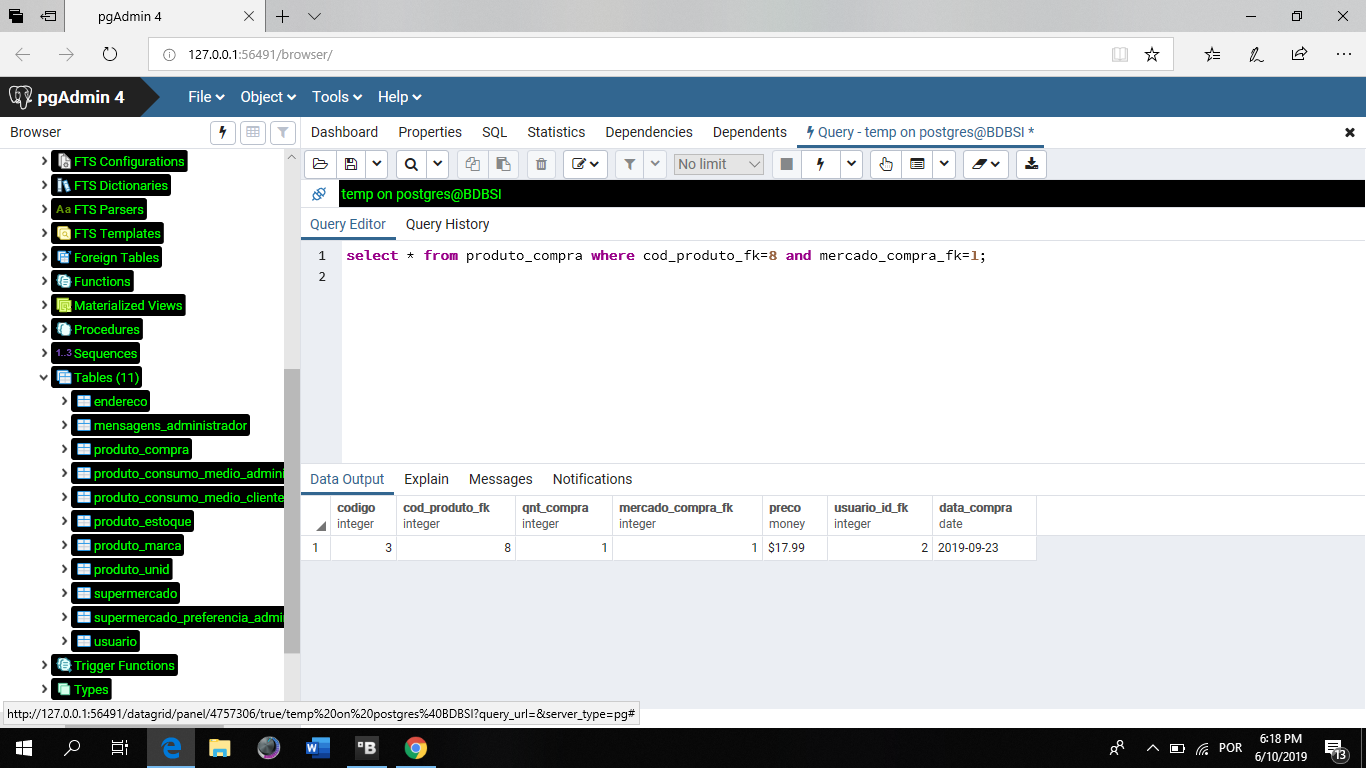 pgAdmin 4
127.0.0.1:56491/browser/
pgAdmin 4 File Object Tools Help
Browser
Dashboard Properties SQL Statistics Dependencies Dependents Query - temp on postgres@BDBSI *
No limit
temp on postgres@BDBSI
Query Editor Query History
1 select * from produto_compra where cod_produto_fk=8 and mercado_compra_fk=1;
2
FTS Configurations
FTS Dictionaries
Aa FTS Parsers
FTS Templates
Foreign Tables
Functions
Materialized Views
Procedures
1..3 Sequences
Tables (11)
endereco
mensagens_administrador
produto_compra
produto_consumo_medio_admini
produto_consumo_medio_cliente
produto_estoque
produto_marca
produto_unid
supermercado
supermercado_preferencia_admi
usuario
Trigger Functions
Types
Data Output Explain Messages Notifications
codigo cod_produto_fk qnt_compra mercado_compra_fk preco usuario_id_fk data_compra
integer integer integer integer money integer date
1 3 8 1 1 $17.99 2 2019-09-23
http://127.0.0.1:56491/datagrid/panel/4757306/true/temp%20on%20postgres%40BDBSI?query_url=&server_type=pg#
POR
6:18 PM
6/10/2019
13